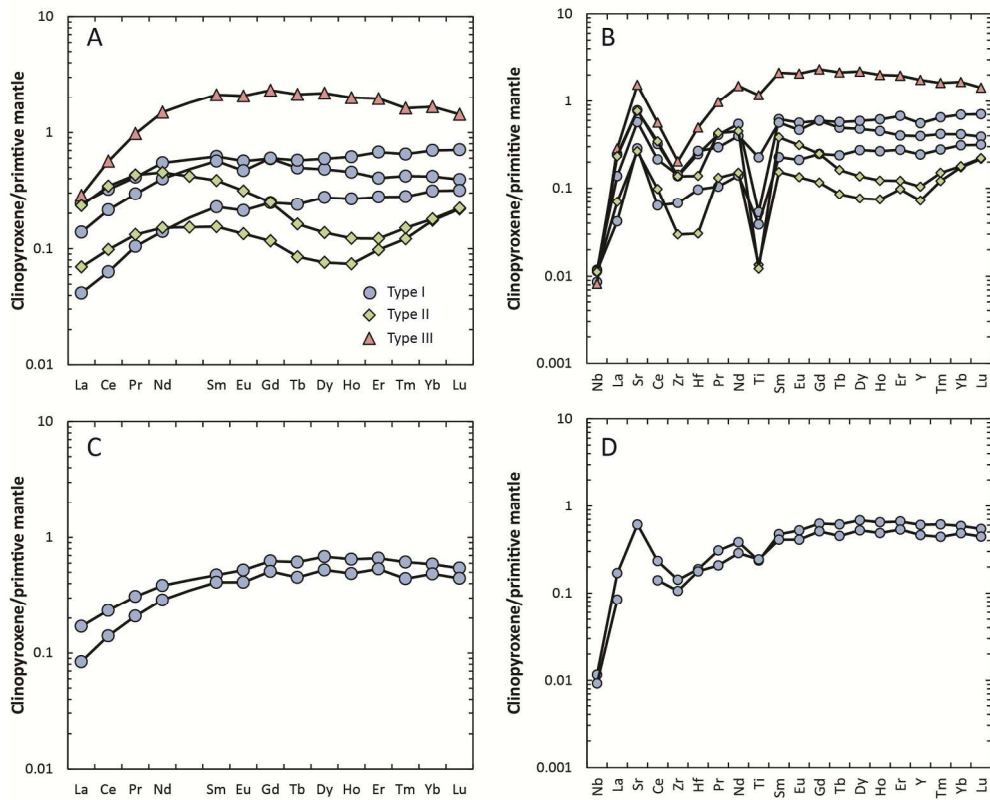 A
Clinopyroxene/primitive mantle
10
1
0.1
0.01
Type I
Type II
Type III
La Ce Pr Nd Sm Eu Gd Tb Dy Ho Er Tm Yb Lu
B
Clinopyroxene/primitive mantle
10
1
0.1
0.01
0.001
Nb La Sr Ce Zr Hf Pr Nd Ti Sm Eu Gd Tb Dy Ho Er Y Tm Yb Lu
C
Clinopyroxene/primitive mantle
10
1
0.1
0.01
La Ce Pr Nd Sm Eu Gd Tb Dy Ho Er Tm Yb Lu
D
Clinopyroxene/primitive mantle
10
1
0.1
0.01
0.001
Nb La Sr Ce Zr Hf Pr Nd Ti Sm Eu Gd Tb Dy Ho Er Y Tm Yb Lu